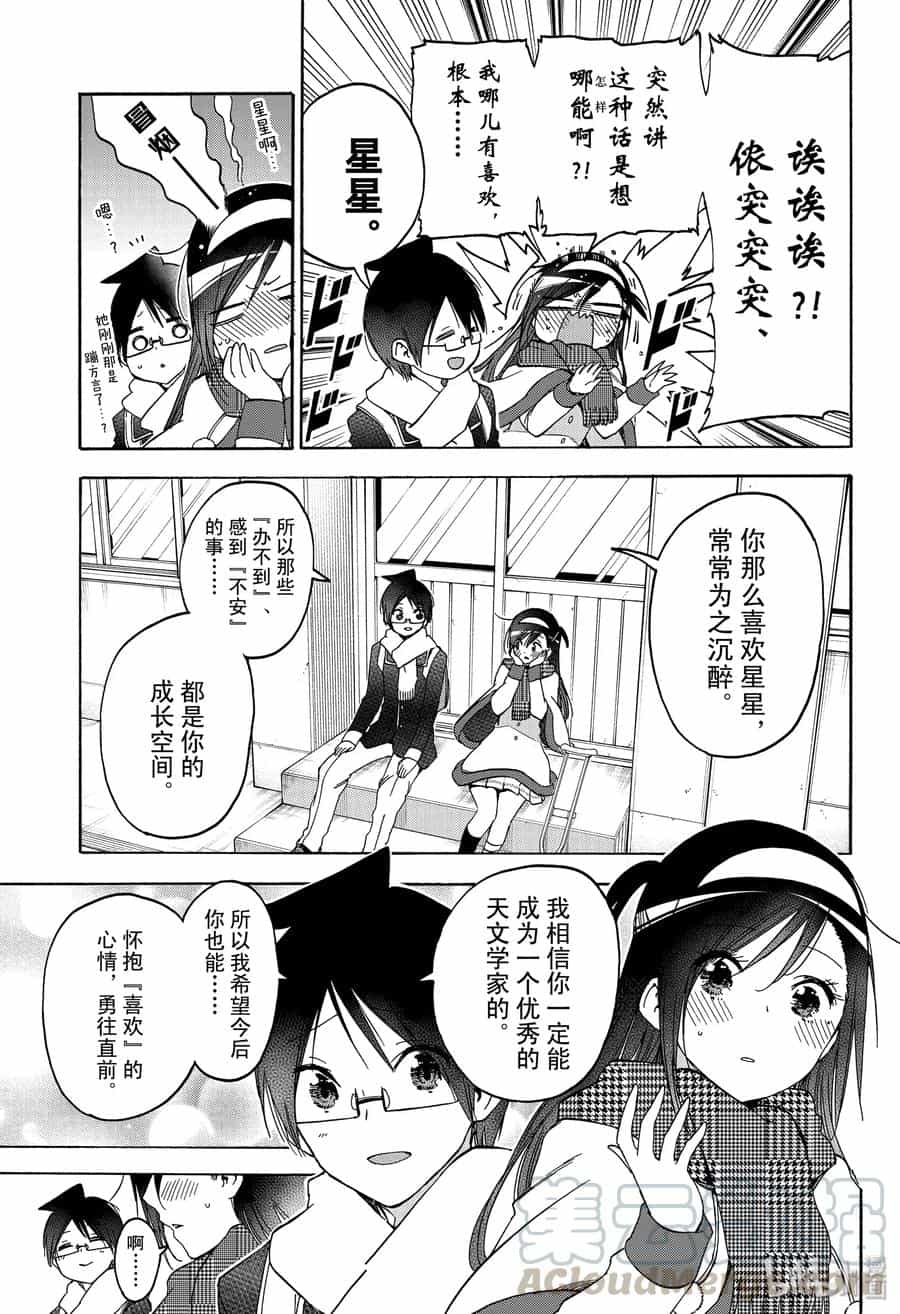 诶诶诶?!
侬突突突、
突然讲
这种话是想
怎样
哪能啊?!
我哪儿有喜欢,
根本……
星星。
ドドド
ドドド
冒烟—
星星啊…
嗯…?
她刚刚那是
蹦方言了…?
你那么喜欢星星,
常常为之沉醉。
所以那些
『办不到』、
感到『不安』
的事……
都是你的
成长空间。
我相信你一定能
成为一个优秀的
天文学家的。
所以我希望今后
你也能……
怀抱『喜欢』的
心情,勇往直前。
啊……